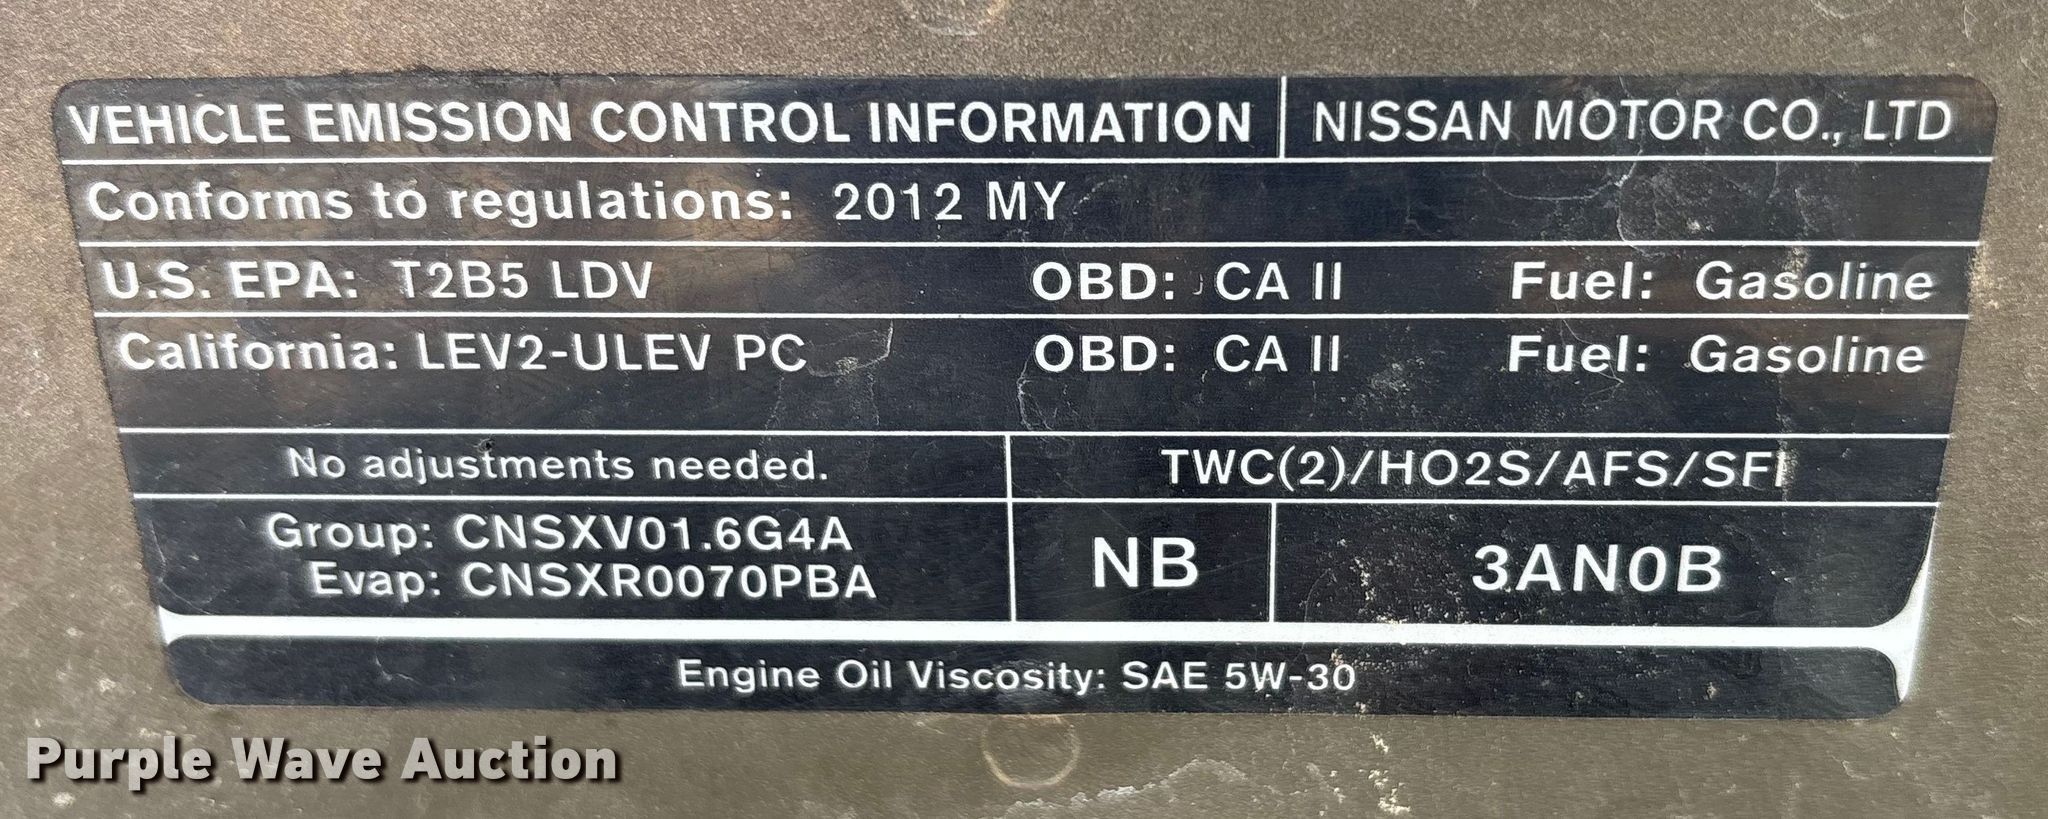 VEHICLE EMISSION CONTROL INFORMATION NISSAN MOTOR CO., LTD
Conforms to regulations: 2012 MY
U.S. EPA: T2B5 LDV OBD: CA II Fuel: Gasoline
California: LEV2-ULEV PC OBD: CA II Fuel: Gasoline
No adjustments needed. TWC(2)/HO2S/AFS/SFI
Group: CNSXV01.6G4A
Evap: CNSXR0070PBA
NB
3AN0B
Engine Oil Viscosity: SAE 5W-30
Purple Wave Auction